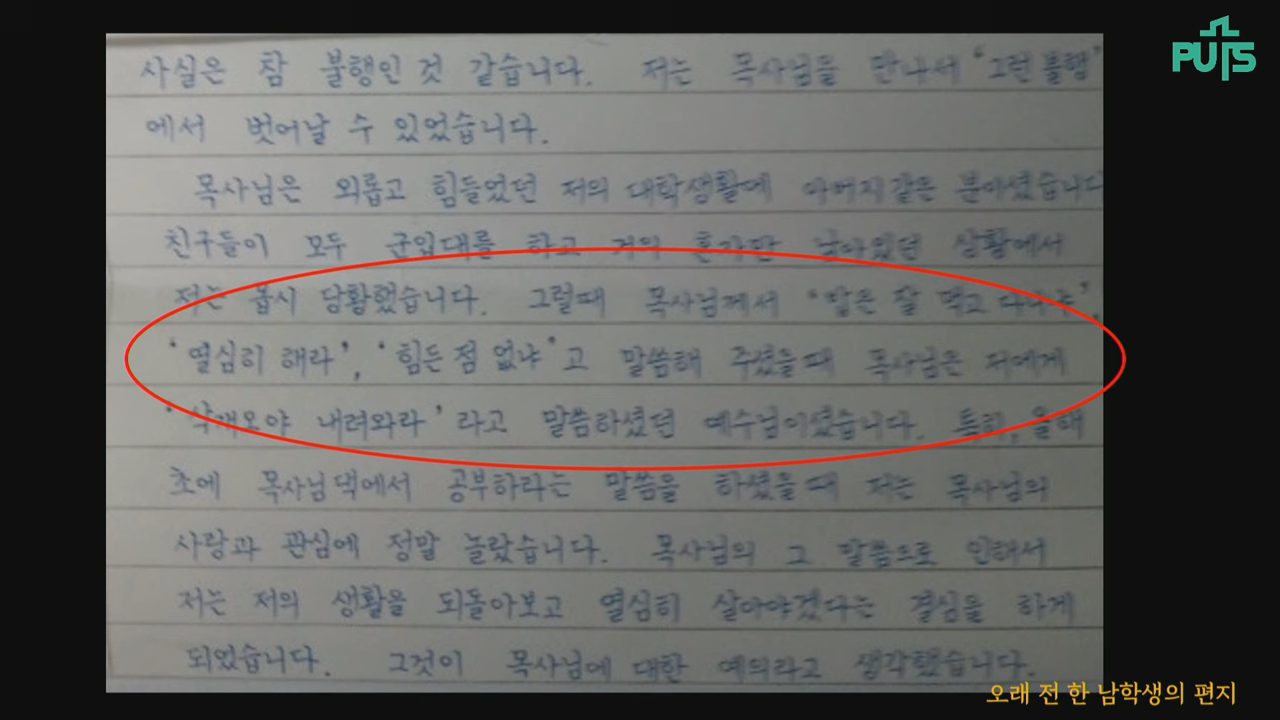 PUTS
사실은 참 불행인 것 같습니다. 저는 목사님을 만나서 "그런 불행"
에서 벗어날 수 있었습니다.
목사님은 외롭고 힘들었던 저의 대학생활에 아버지같은 분이셨습니다
친구들이 모두 군입대를 하고 거의 혼자만 남아있던 상황에서
저는 몹시 당황했습니다. 그럴때 목사님께서 "밥은 잘 먹고 다니냐",
'열심히 해라', '힘든 점 없냐'고 말씀해 주셨을때 목사님은 저에게
'삭개오야 내려와라'라고 말씀하셨던 예수님이셨습니다. 특히, 올해
초에 목사님댁에서 공부하라는 말씀을 하셨을때 저는 목사님의
사랑과 관심에 정말 놀랐습니다. 목사님의 그 말씀으로 인해서
저는 저의 생활을 되돌아보고 열심히 살아야겠다는 결심을 하게
되었습니다. 그것이 목사님에 대한 예의라고 생각했습니다.
오래 전 한 남학생의 편지